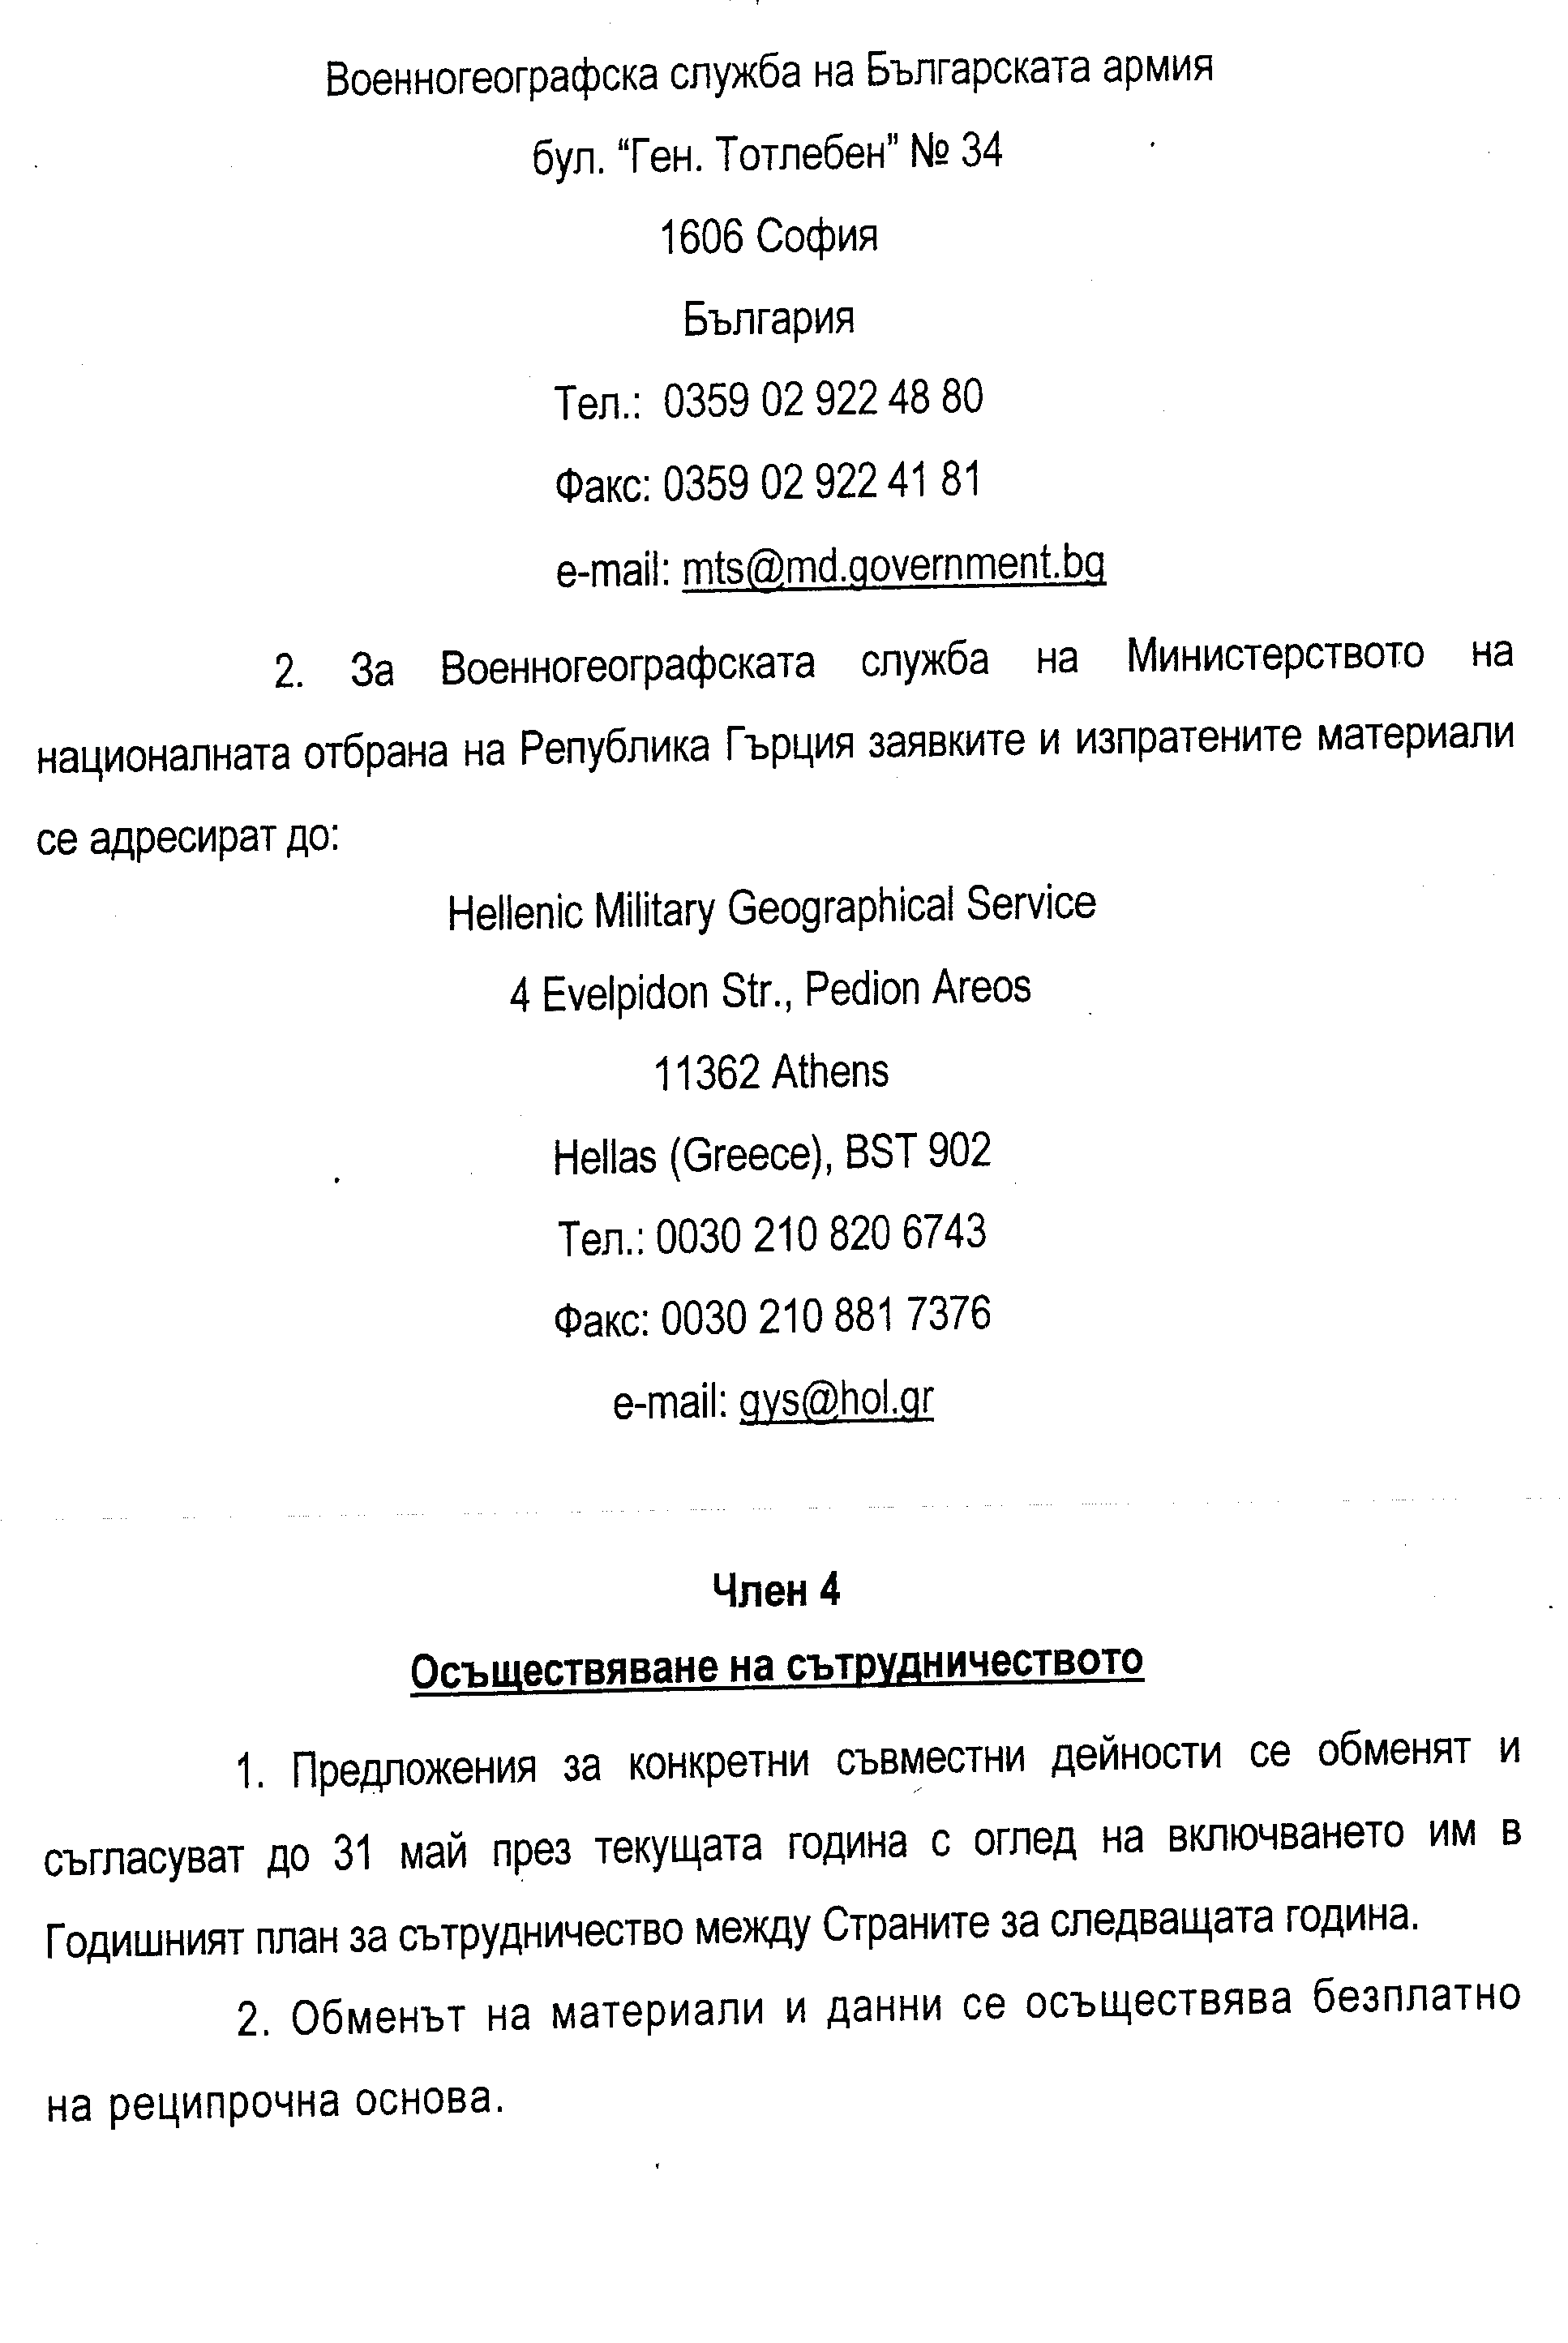 Военногеографска служба на Българската армия
бул. “Ген. Тотлебен” № 34
1606 София
България
Тел.: 0359 02 922 48 80
Факс: 0359 02 922 41 81
e-mail: mts@md.government.bg
2. За Военногеографската служба на Министерството на
националната отбрана на Република Гърция заявките и изпратените материали
се адресират до:
Hellenic Military Geographical Service
4 Evelpidon Str., Pedion Areos
11362 Athens
Hellas (Greece), BST 902
Тел.: 0030 210 820 6743
Факс: 0030 210 881 7376
e-mail: gys@hol.gr
Член 4
Осъществяване на сътрудничеството
1. Предложения за конкретни съвместни дейности се обменят и
съгласуват до 31 май през текущата година с оглед на включването им в
Годишният план за сътрудничество между Страните за следващата година.
2. Обменът на материали и данни се осъществява безплатно
на реципрочна основа.